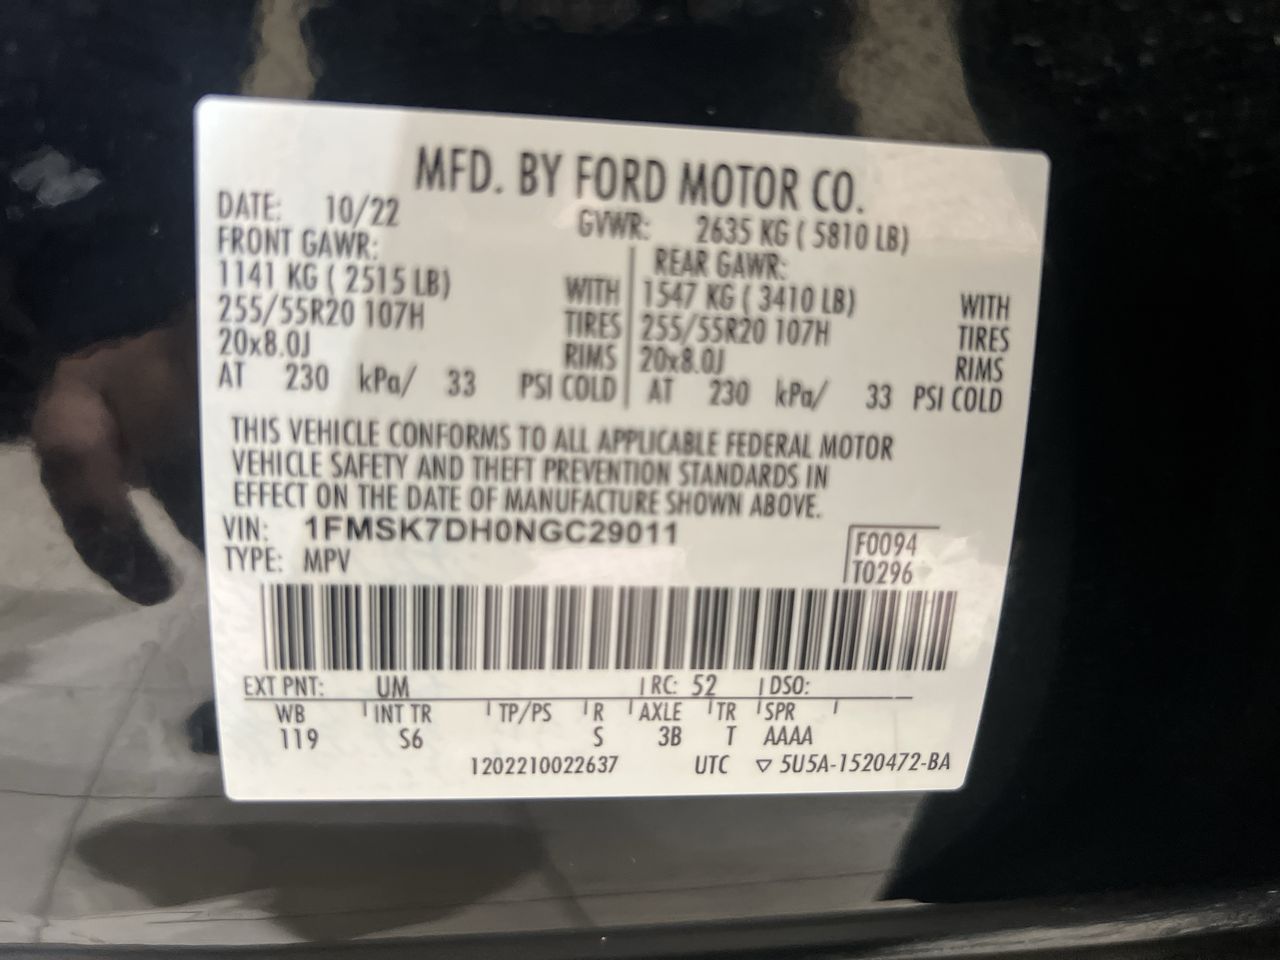 MFD. BY FORD MOTOR CO.
DATE: 10/22 GVWR: 2635 KG ( 5810 LB)
FRONT GAWR: REAR GAWR:
1141 KG ( 2515 LB) WITH 1547 KG ( 3410 LB) WITH
255/55R20 107H TIRES 255/55R20 107H TIRES
20x8.0J RIMS 20x8.0J RIMS
AT 230 kPa/ 33 PSI COLD AT 230 kPa/ 33 PSI COLD
THIS VEHICLE CONFORMS TO ALL APPLICABLE FEDERAL MOTOR
VEHICLE SAFETY AND THEFT PREVENTION STANDARDS IN
EFFECT ON THE DATE OF MANUFACTURE SHOWN ABOVE.
VIN: 1FMSK7DH0NGC29011 F0094
TYPE: MPV T0296
EXT PNT: UM RC: 52 DSO:
WB INT TR TP/PS R AXLE TR SPR
119 S6 S 3B T AAAA
1202210022637 UTC ▽ 5U5A-1520472-BA